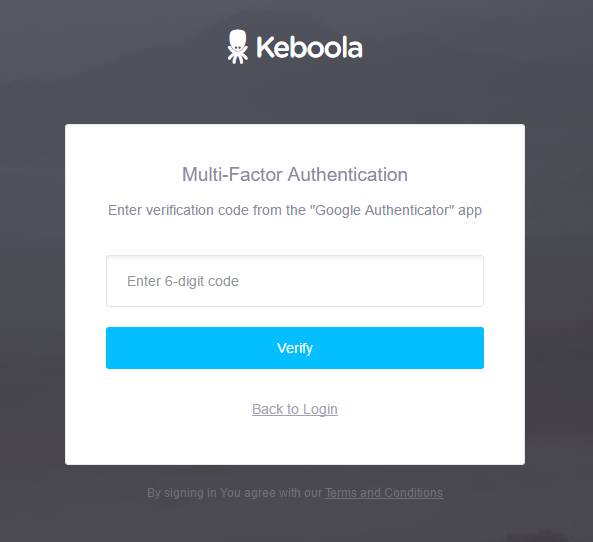 Keboola
Multi-Factor Authentication
Enter verification code from the "Google Authenticator" app
Enter 6-digit code
Verify
Back to Login
By signing in You agree with our Terms and Conditions